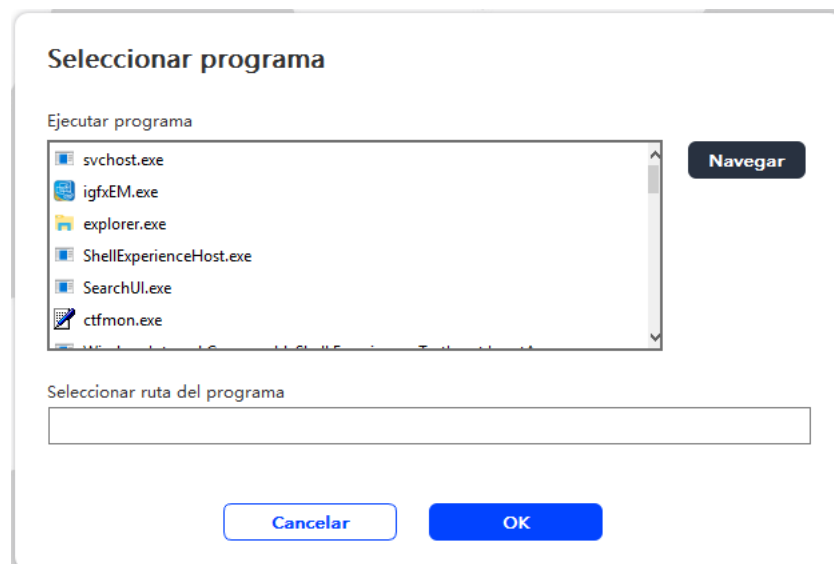 Seleccionar programa
Ejecutar programa
svchost.exe
Navegar
igfxEM.exe
explorer.exe
ShellExperienceHost.exe
SearchUI.exe
ctfmon.exe
Seleccionar ruta del programa
Cancelar
OK